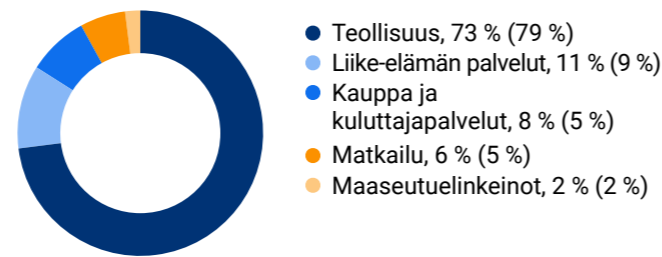 Teollisuus, 73 % (79 %)
Liike-elämän palvelut, 11 % (9 %)
Kauppa ja
kuluttajapalvelut, 8 % (5 %)
Matkailu, 6 % (5 %)
Maaseutuelinkeinot, 2 % (2 %)